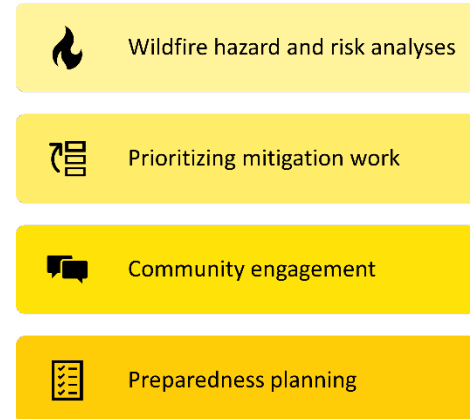 Wildfire hazard and risk analyses
Prioritizing mitigation work
Community engagement
Preparedness planning